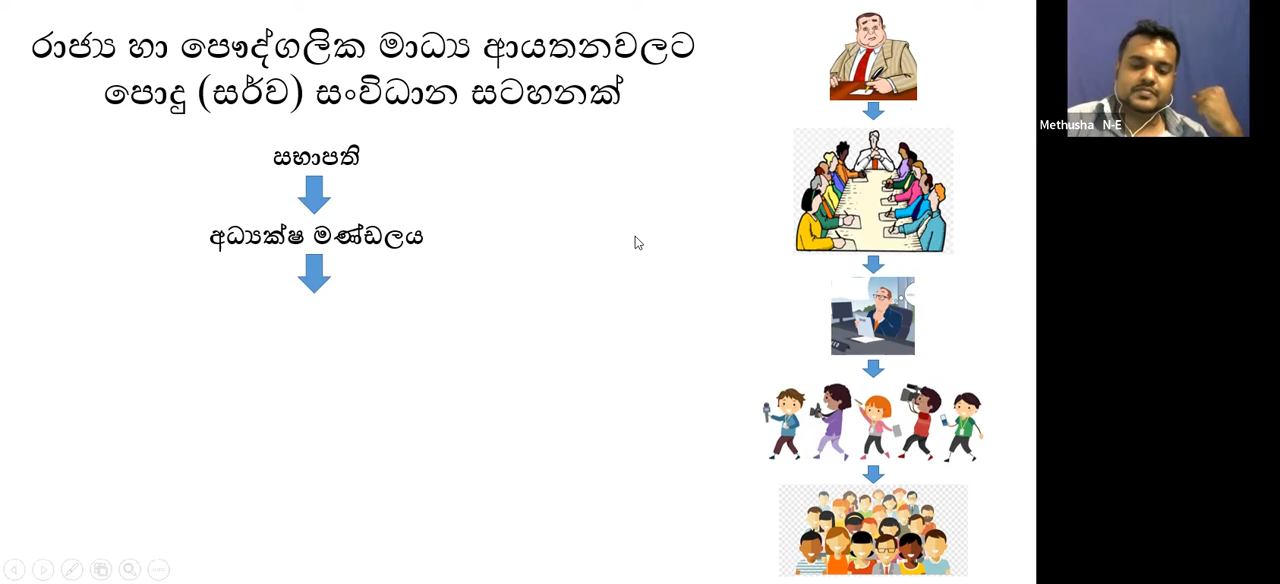 රාජ්‍ය හා පෞද්ගලික මාධ්‍ය ආයතනවලට
පොදු (සර්ව) සංවිධාන සටහනක්
සභාපති
අධ්‍යක්ෂ මණ්ඩලය
Methusha N-E